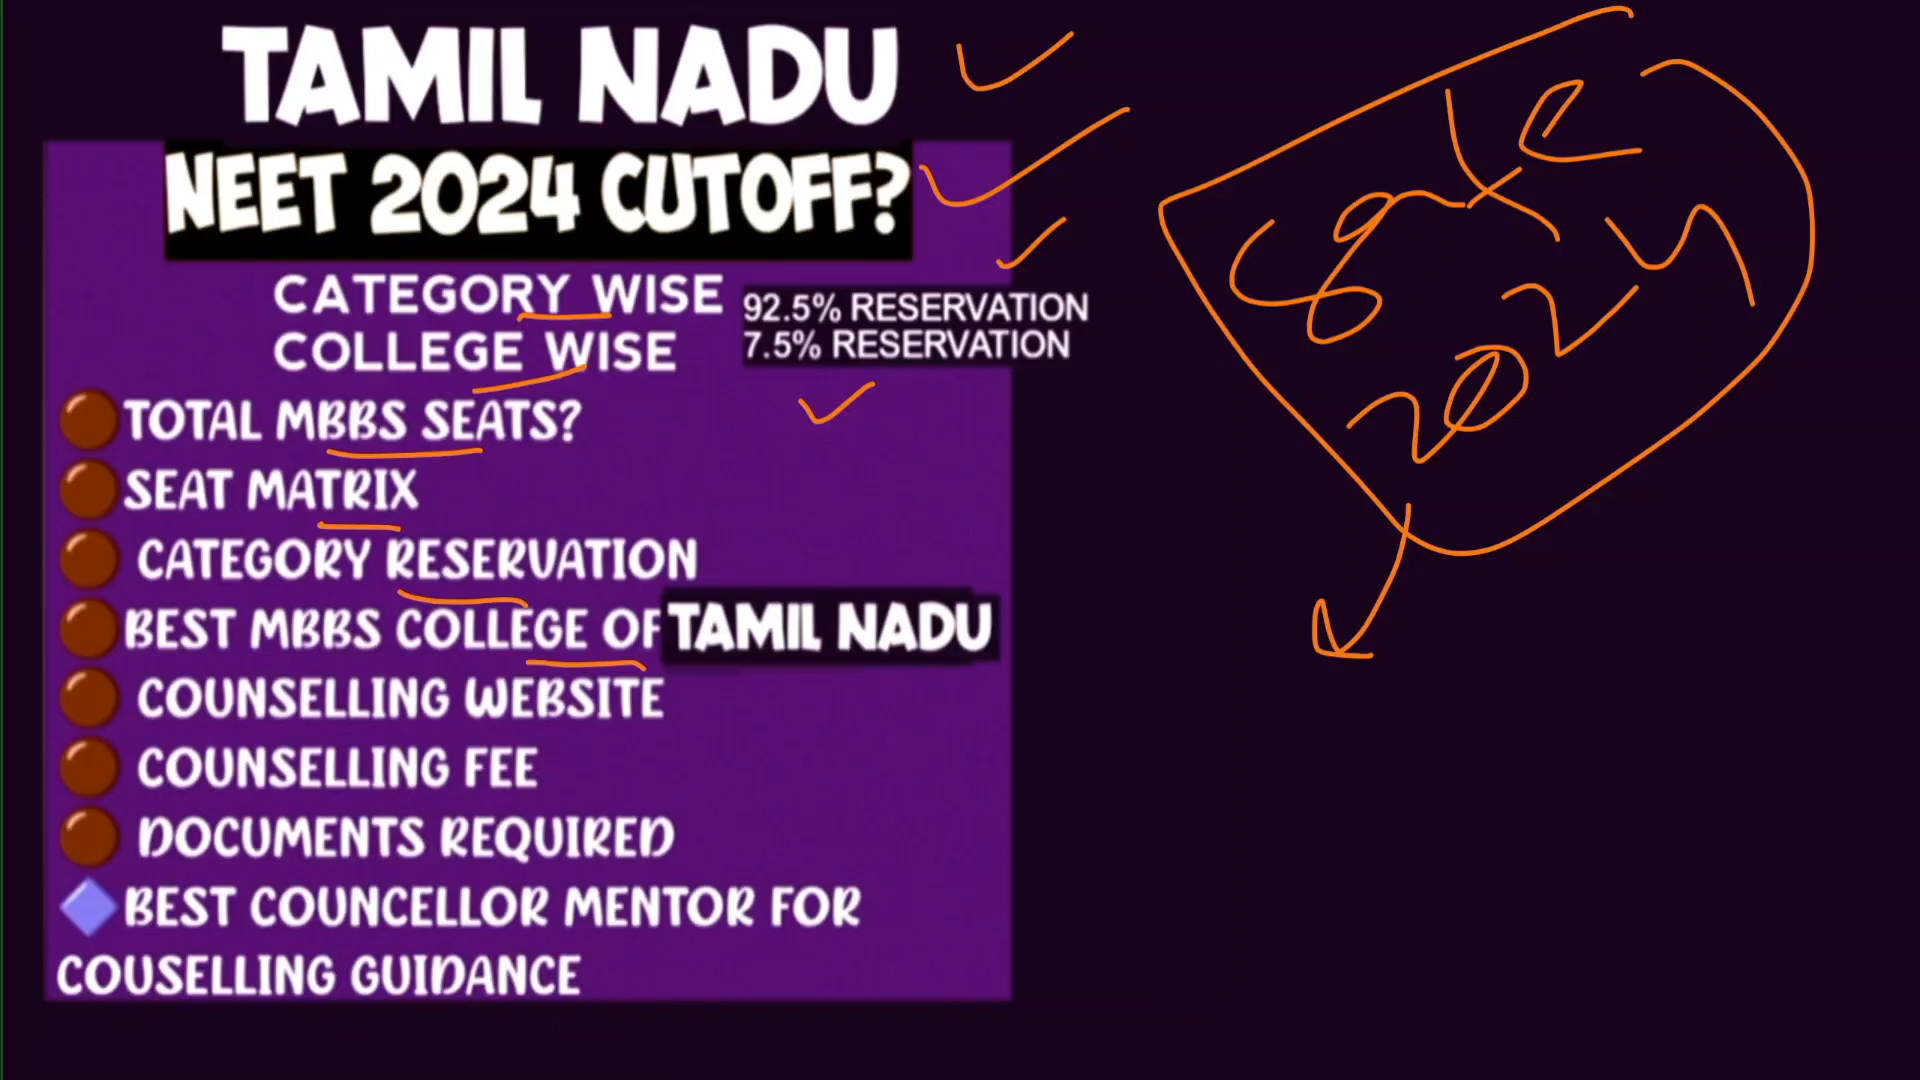 TAMIL NADU
NEET 2024 CUTOFF?
CATEGORY WISE
COLLEGE WISE
92.5% RESERVATION
7.5% RESERVATION
TOTAL MBBS SEATS?
SEAT MATRIX
CATEGORY RESERVATION
BEST MBBS COLLEGE OF TAMIL NADU
COUNSELLING WEBSITE
COUNSELLING FEE
DOCUMENTS REQUIRED
BEST COUNCELLOR MENTOR FOR
COUSELLING GUIDANCE
2024